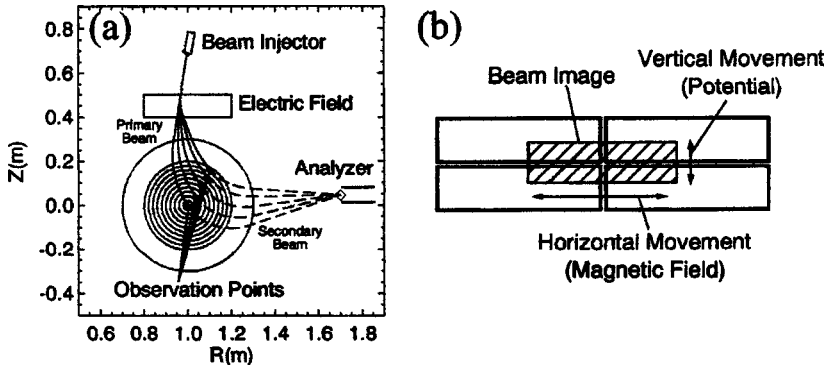 (a)
Beam Injector
Electric Field
Primary
Beam
Analyzer
Secondary
Beam
Observation Points
Z(m)
0.8
0.6
0.4
0.2
0.0
-0.2
-0.4
0.6 0.8 1.0 1.2 1.4 1.6 1.8
R(m)
(b)
Vertical Movement
(Potential)
Beam Image
Horizontal Movement
(Magnetic Field)